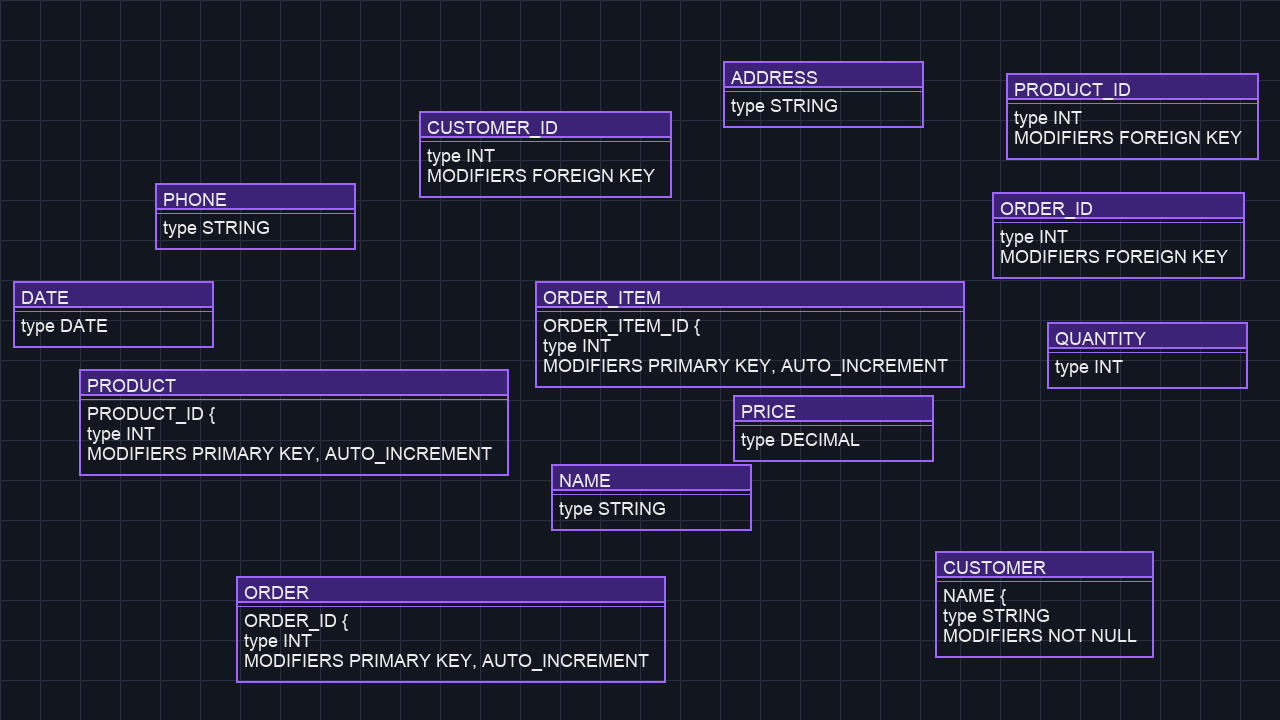 ADDRESS
type STRING
PRODUCT_ID
type INT
MODIFIERS FOREIGN KEY
CUSTOMER_ID
type INT
MODIFIERS FOREIGN KEY
PHONE
type STRING
ORDER_ID
type INT
MODIFIERS FOREIGN KEY
DATE
type DATE
ORDER_ITEM
ORDER_ITEM_ID {
type INT
MODIFIERS PRIMARY KEY, AUTO_INCREMENT
QUANTITY
type INT
PRODUCT
PRODUCT_ID {
type INT
MODIFIERS PRIMARY KEY, AUTO_INCREMENT
PRICE
type DECIMAL
NAME
type STRING
CUSTOMER
NAME {
type STRING
MODIFIERS NOT NULL
ORDER
ORDER_ID {
type INT
MODIFIERS PRIMARY KEY, AUTO_INCREMENT